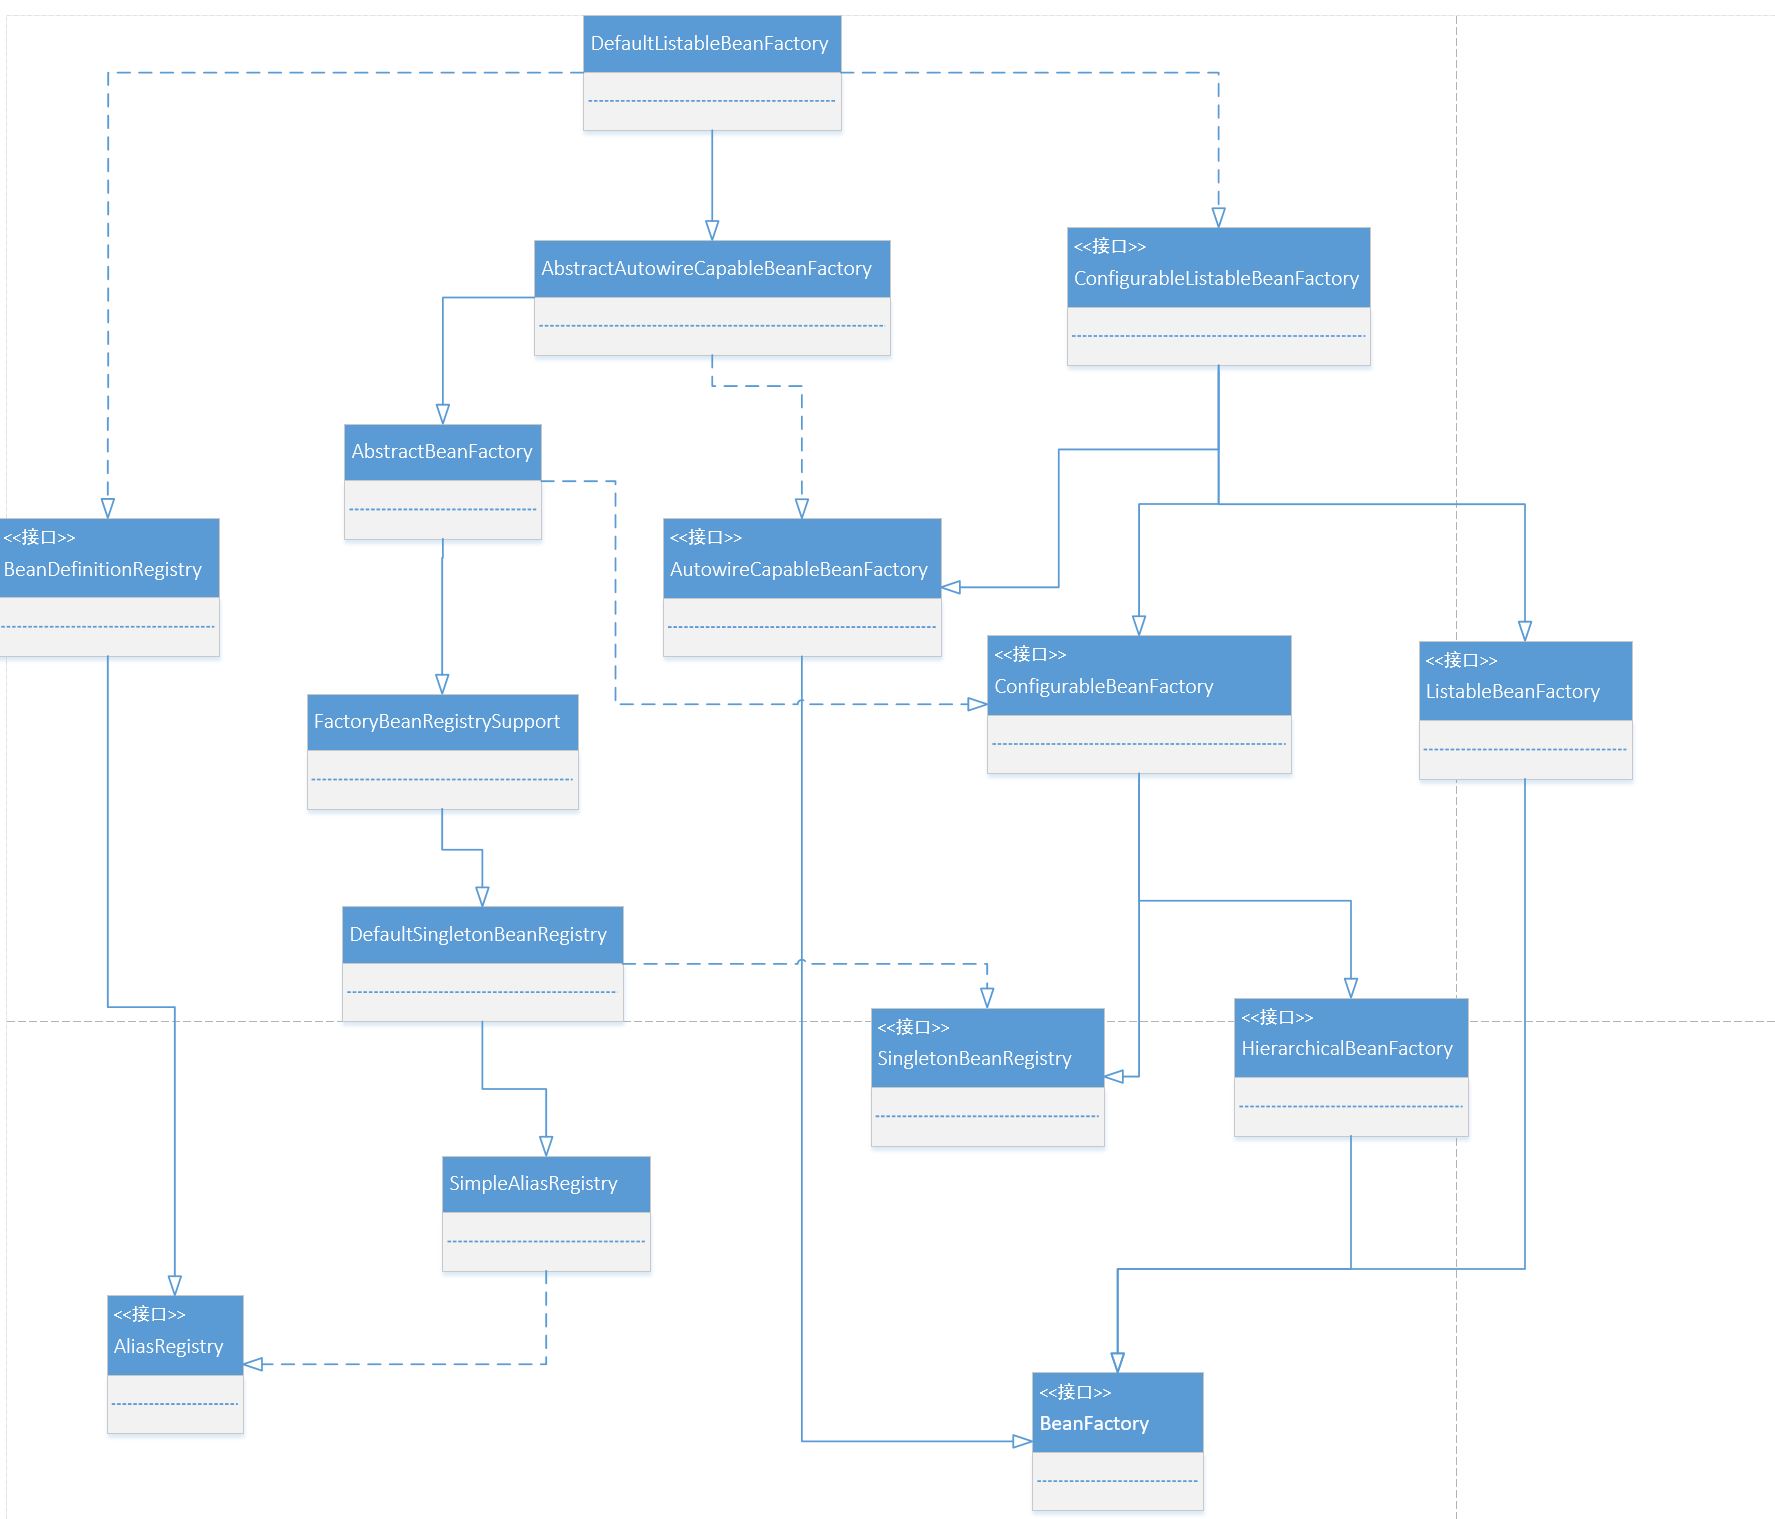 DefaultListableBeanFactory
AbstractAutowireCapableBeanFactory
<<接口>>
ConfigurableListableBeanFactory
AbstractBeanFactory
<<接口>>
BeanDefinitionRegistry
<<接口>>
AutowireCapableBeanFactory
<<接口>>
ConfigurableBeanFactory
<<接口>>
ListableBeanFactory
FactoryBeanRegistrySupport
DefaultSingletonBeanRegistry
<<接口>>
SingletonBeanRegistry
<<接口>>
HierarchicalBeanFactory
SimpleAliasRegistry
<<接口>>
AliasRegistry
<<接口>>
BeanFactory